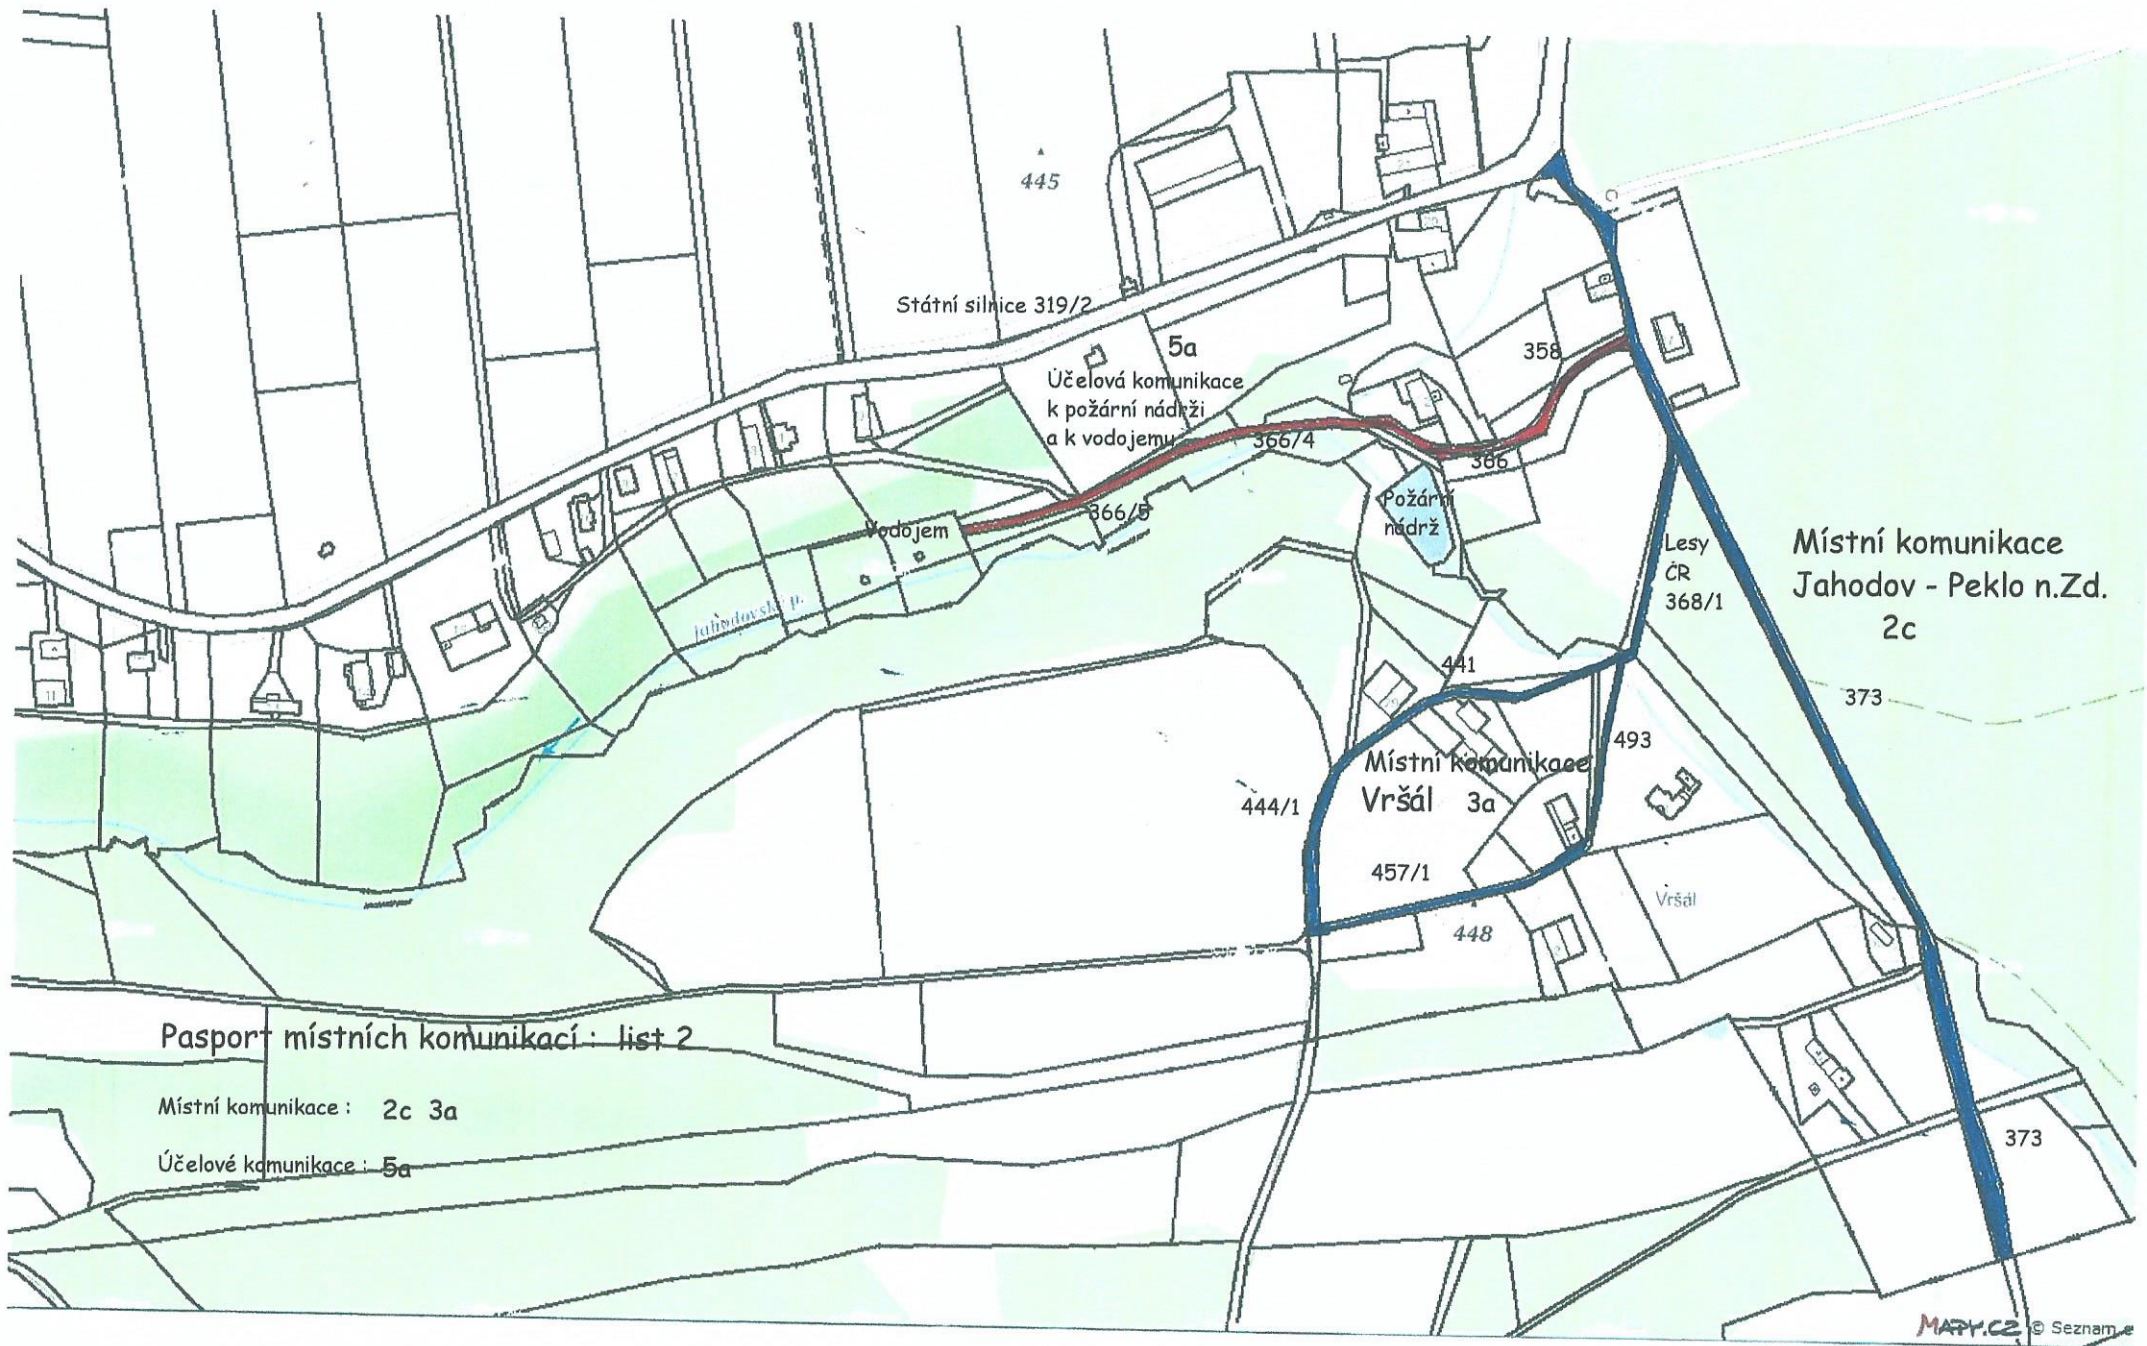 445
Státní silnice 319/2
5a
Účelová komunikace
k požární nádrži
a k vodojemu
358
366/4
366
366/5
Vodojem
Požární
nádrž
Jahodovský p.
Lesy
ČR
368/1
Místní komunikace
Jahodov - Peklo n.Zd.
2c
373
441
493
Místní komunikace
Vršál 3a
444/1
457/1
448
Vršál
11
Pasport místních komunikací : list 2
Místní komunikace : 2c 3a
Účelové komunikace : 5a
373
MAPY.CZ © Seznam